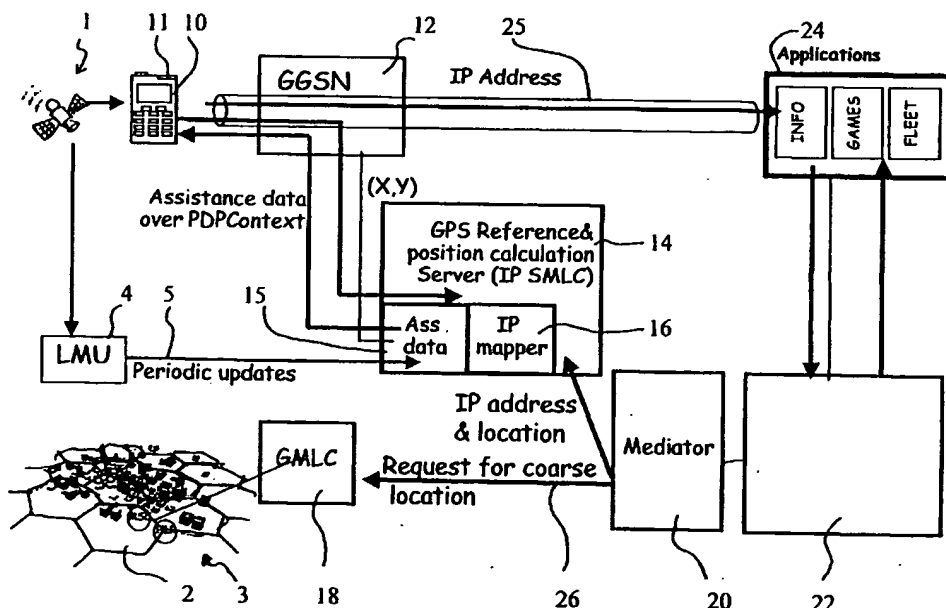 1
11
10
12
25
24
Applications
GGSN
IP Address
INFO
GAMES
FLEET
Assistance data
over PDPContext
(X,Y)
GPS Reference&
position calculation
Server (IP SMLC)
14
4
5
15
Ass.
data
IP
mapper
16
LMU
Periodic updates
IP address
& location
Mediator
GMLC
Request for coarse
location
2
3
18
26
20
22